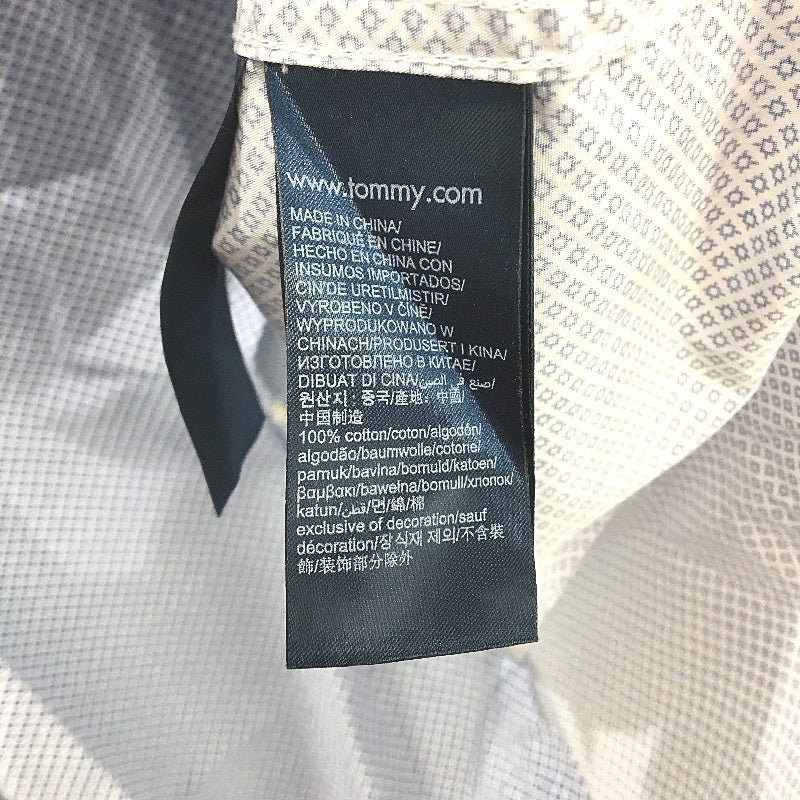 www.tommy.com
MADE IN CHINA/
FABRIQUÉ EN CHINE/
HECHO EN CHINA CON
INSUMOS IMPORTADOS/
CIN'DE URETILMISTIR/
VYROBENO V ČÍNĚ/
WYPRODUKOWANO W
CHINACH/PRODUSERT I KINA/
ИЗГОТОВЛЕНО В КИТАЕ/
DIBUAT DI CINA/صنع في الصين/
원산지 : 중국/產地: 中國/
中国制造
100% cotton/coton/algodón/
algodão/baumwolle/cotone/
pamuk/bavlna/bomuld/katoen/
βαμβακι/bawełna/bomull/хлопок/
katun/قطن/면/綿/棉
exclusive of decoration/sauf
décoration/장식재 제외/不含裝
飾/装饰部分除外